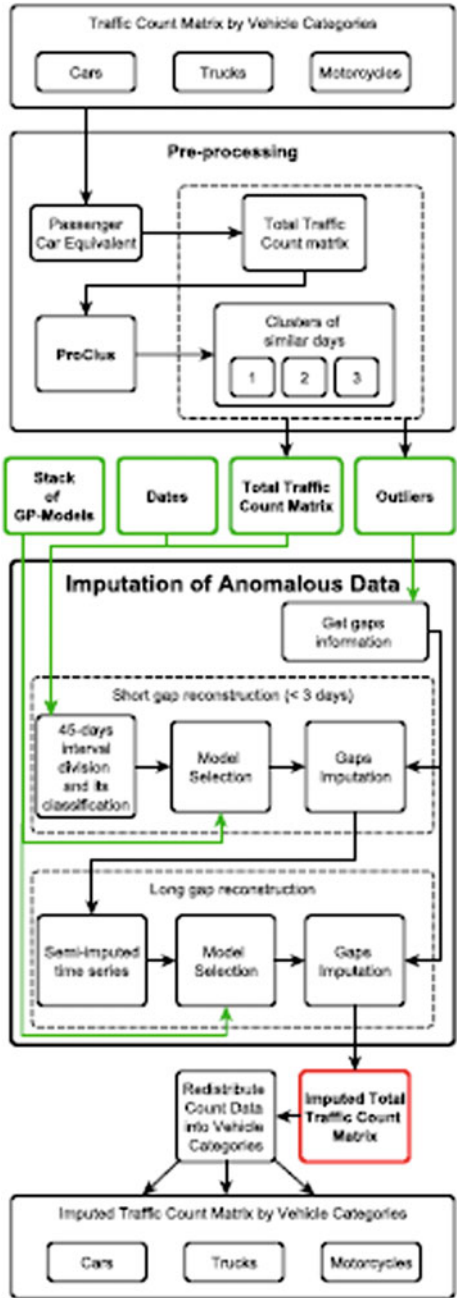 Traffic Count Matrix by Vehicle Categories
Cars
Trucks
Motorcycles
Pre-processing
Passenger
Car Equivalent
Total Traffic
Count matrix
ProClus
Clusters of
similar days
1
2
3
Stack
of
GP-Models
Dates
Total Traffic
Count Matrix
Outliers
Imputation of Anomalous Data
Get gaps
information
Short gap reconstruction (< 3 days)
45-days
interval
division
and its
classification
Model
Selection
Gaps
Imputation
Long gap reconstruction
Semi-imputed
time series
Model
Selection
Gaps
Imputation
Redistribute
Count Data
into Vehicle
Categories
Imputed Total
Traffic Count
Matrix
Imputed Traffic Count Matrix by Vehicle Categories
Cars
Trucks
Motorcycles